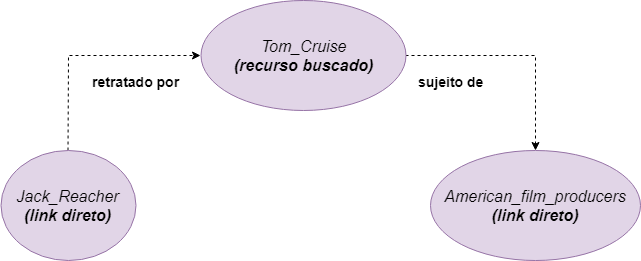 Tom_Cruise
(recurso buscado)
retratado por
sujeito de
Jack_Reacher
(link direto)
American_film_producers
(link direto)